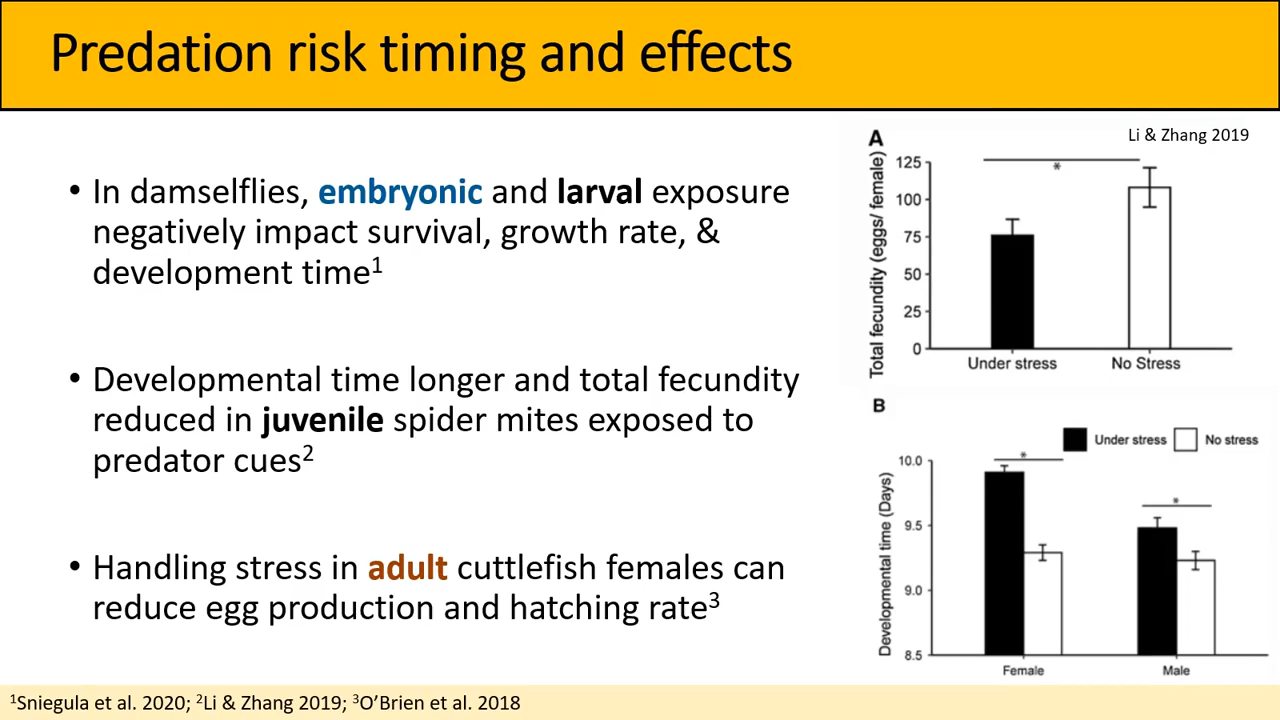 Predation risk timing and effects
• In damselflies, embryonic and larval exposure
negatively impact survival, growth rate, &
development time1
• Developmental time longer and total fecundity
reduced in juvenile spider mites exposed to
predator cues2
• Handling stress in adult cuttlefish females can
reduce egg production and hatching rate3
A
Li & Zhang 2019
Total fecundity (eggs/ female)
125
100
75
50
25
0
*
Under stress
No Stress
B
Under stress
No stress
Developmental time (Days)
10.0
9.5
9.0
8.5
*
*
Female
Male
1Sniegula et al. 2020; 2Li & Zhang 2019; 3O’Brien et al. 2018